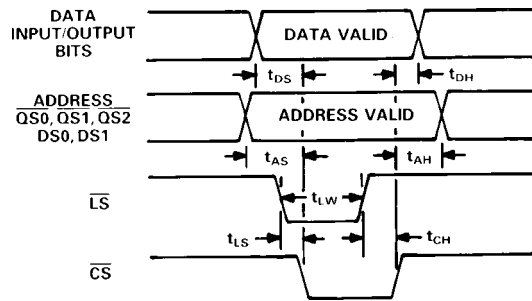 DATA
INPUT/OUTPUT
BITS
DATA VALID
tDS
tDH
ADDRESS
QS0, QS1, QS2
DS0, DS1
ADDRESS VALID
tAS
tAH
LS
tLW
tLS
tCH
CS